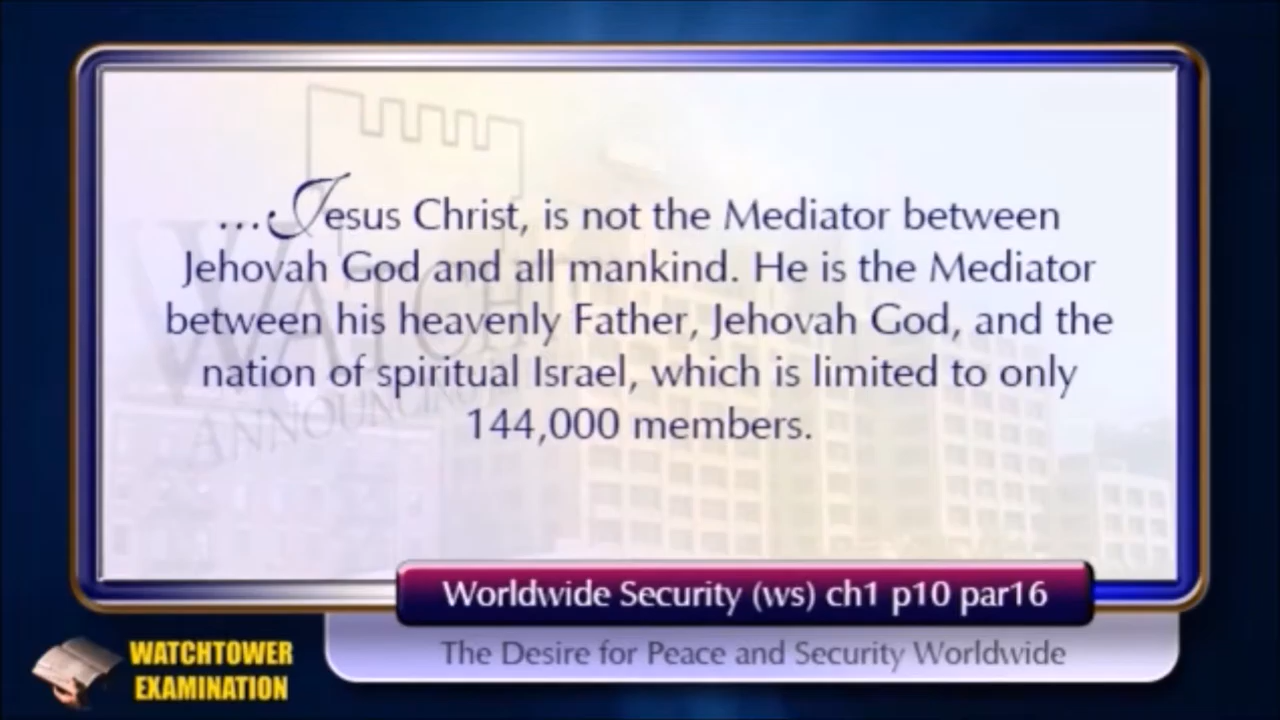 ...Jesus Christ, is not the Mediator between
Jehovah God and all mankind. He is the Mediator
between his heavenly Father, Jehovah God, and the
nation of spiritual Israel, which is limited to only
144,000 members.
WATCH
ANNOUNCING
Worldwide Security (ws) ch1 p10 par16
The Desire for Peace and Security Worldwide
WATCHTOWER
EXAMINATION